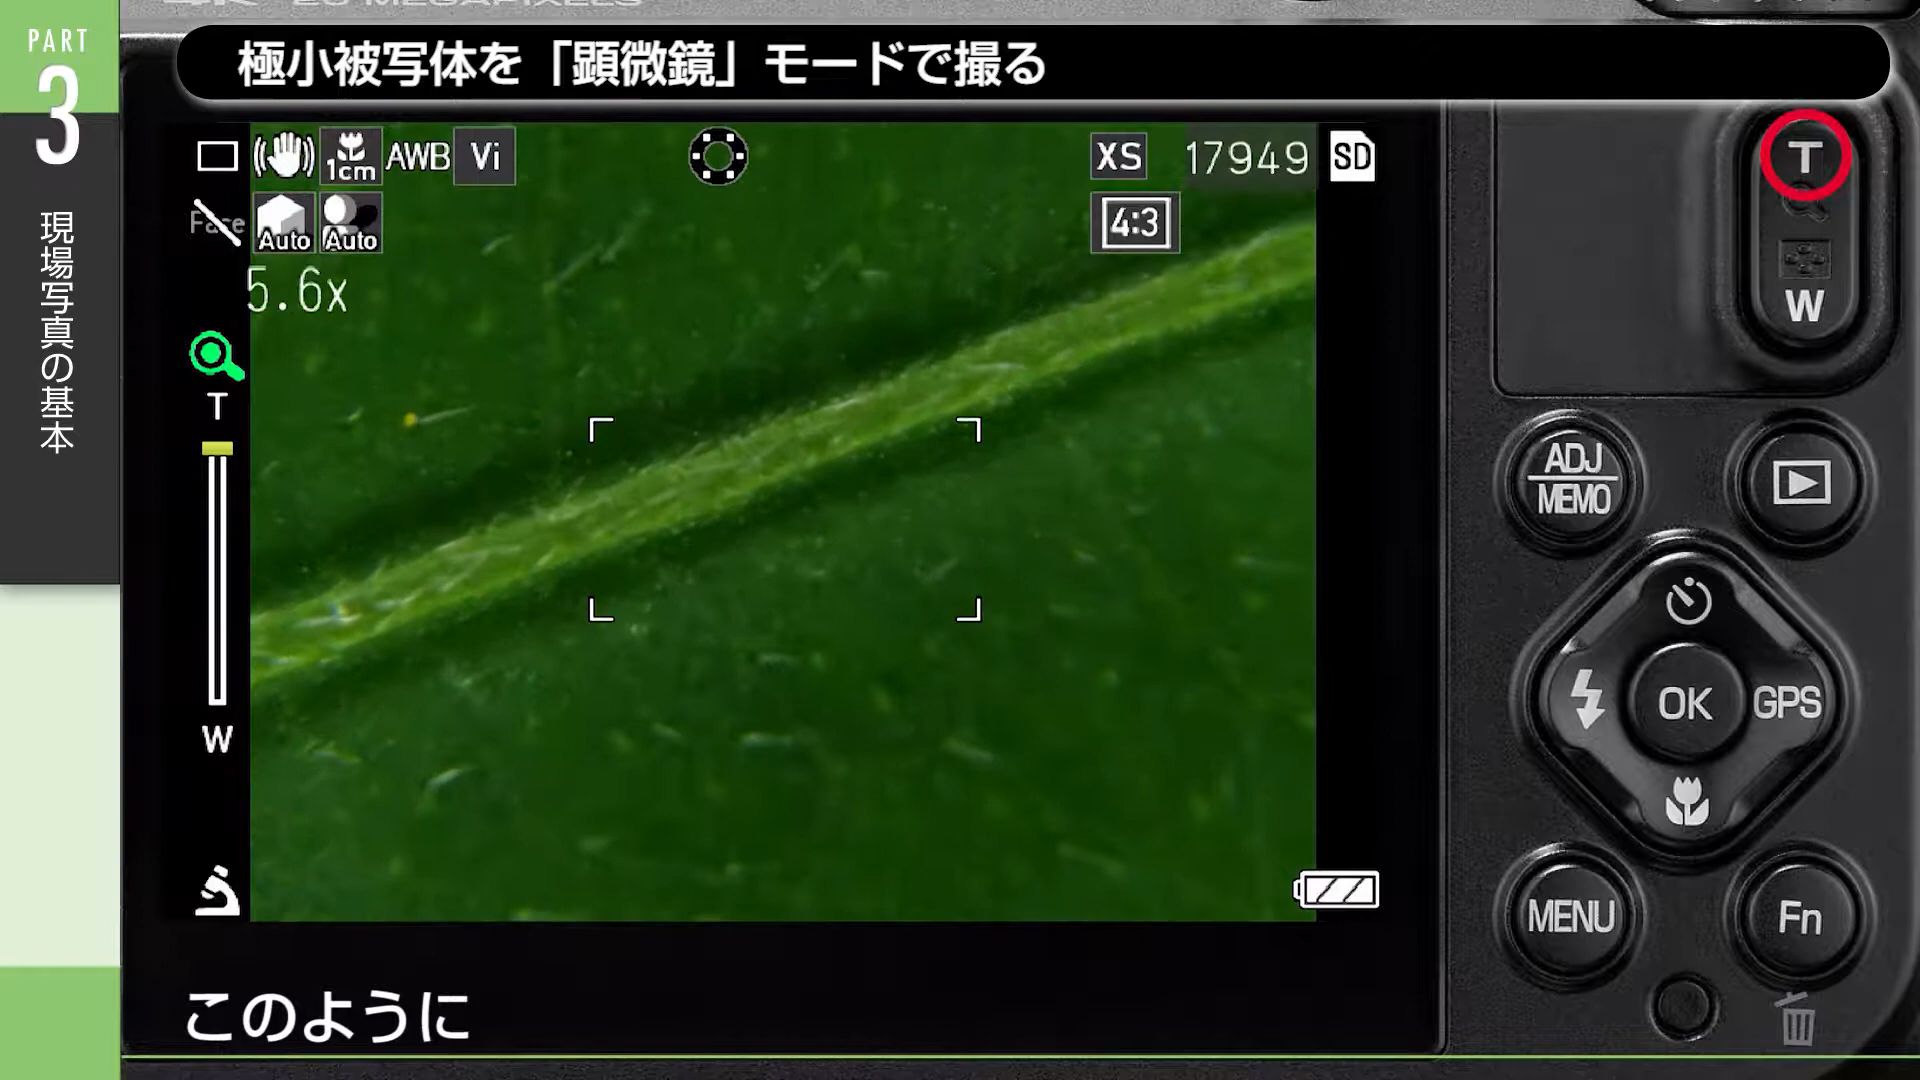 20 MEGAPIXELS
PART
3
現場写真の基本
極小被写体を「顕微鏡」モードで撮る
1cm
AWB
Vi
XS
17949
SD
Face
Auto
Auto
4:3
5.6x
T
W
T
W
ADJ
MEMO
OK
GPS
MENU
Fn
このように